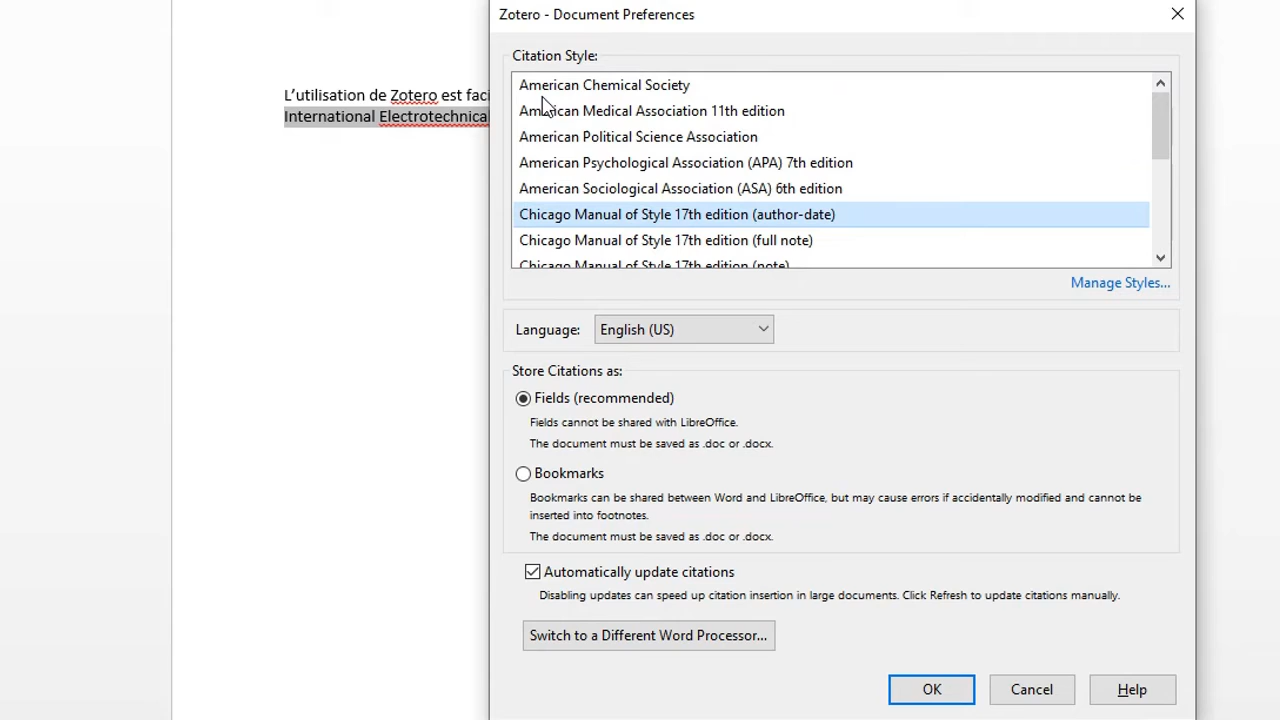 Zotero - Document Preferences
Citation Style:
American Chemical Society
L'utilisation de Zotero est faci
American Medical Association 11th edition
International Electrotechnica
American Political Science Association
American Psychological Association (APA) 7th edition
American Sociological Association (ASA) 6th edition
Chicago Manual of Style 17th edition (author-date)
Chicago Manual of Style 17th edition (full note)
Chicago Manual of Style 17th edition (note)
Manage Styles...
Language: English (US)
Store Citations as:
Fields (recommended)
Fields cannot be shared with LibreOffice.
The document must be saved as .doc or .docx.
Bookmarks
Bookmarks can be shared between Word and LibreOffice, but may cause errors if accidentally modified and cannot be
inserted into footnotes.
The document must be saved as .doc or .docx.
Automatically update citations
Disabling updates can speed up citation insertion in large documents. Click Refresh to update citations manually.
Switch to a Different Word Processor...
OK Cancel Help